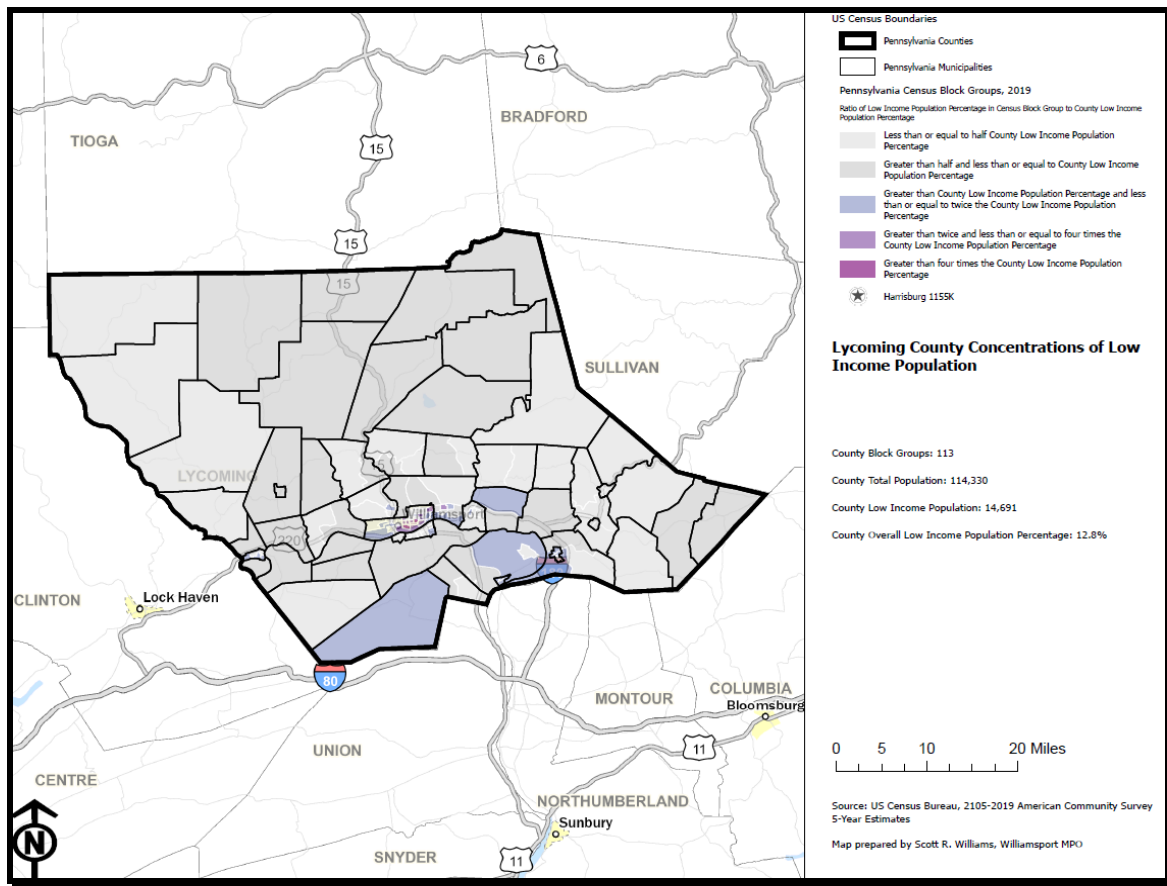 6
BRADFORD
TIOGA
15
15
15
SULLIVAN
LYCOMING
Williamsport
220
CLINTON
Lock Haven
80
MONTOUR
COLUMBIA
Bloomsburg
UNION
11
CENTRE
NORTHUMBERLAND
Sunbury
SNYDER
11
N
US Census Boundaries
Pennsylvania Counties
Pennsylvania Municipalities
Pennsylvania Census Block Groups, 2019
Ratio of Low Income Population Percentage in Census Block Group to County Low Income
Population Percentage
Less than or equal to half County Low Income Population
Percentage
Greater than half and less than or equal to County Low Income
Population Percentage
Greater than County Low Income Population Percentage and less
than or equal to twice the County Low Income Population
Percentage
Greater than twice and less than or equal to four times the
County Low Income Population Percentage
Greater than four times the County Low Income Population
Percentage
Harrisburg 1155K
Lycoming County Concentrations of Low
Income Population
County Block Groups: 113
County Total Population: 114,330
County Low Income Population: 14,691
County Overall Low Income Population Percentage: 12.8%
0 5 10 20 Miles
Source: US Census Bureau, 2105-2019 American Community Survey
5-Year Estimates
Map prepared by Scott R. Williams, Williamsport MPO